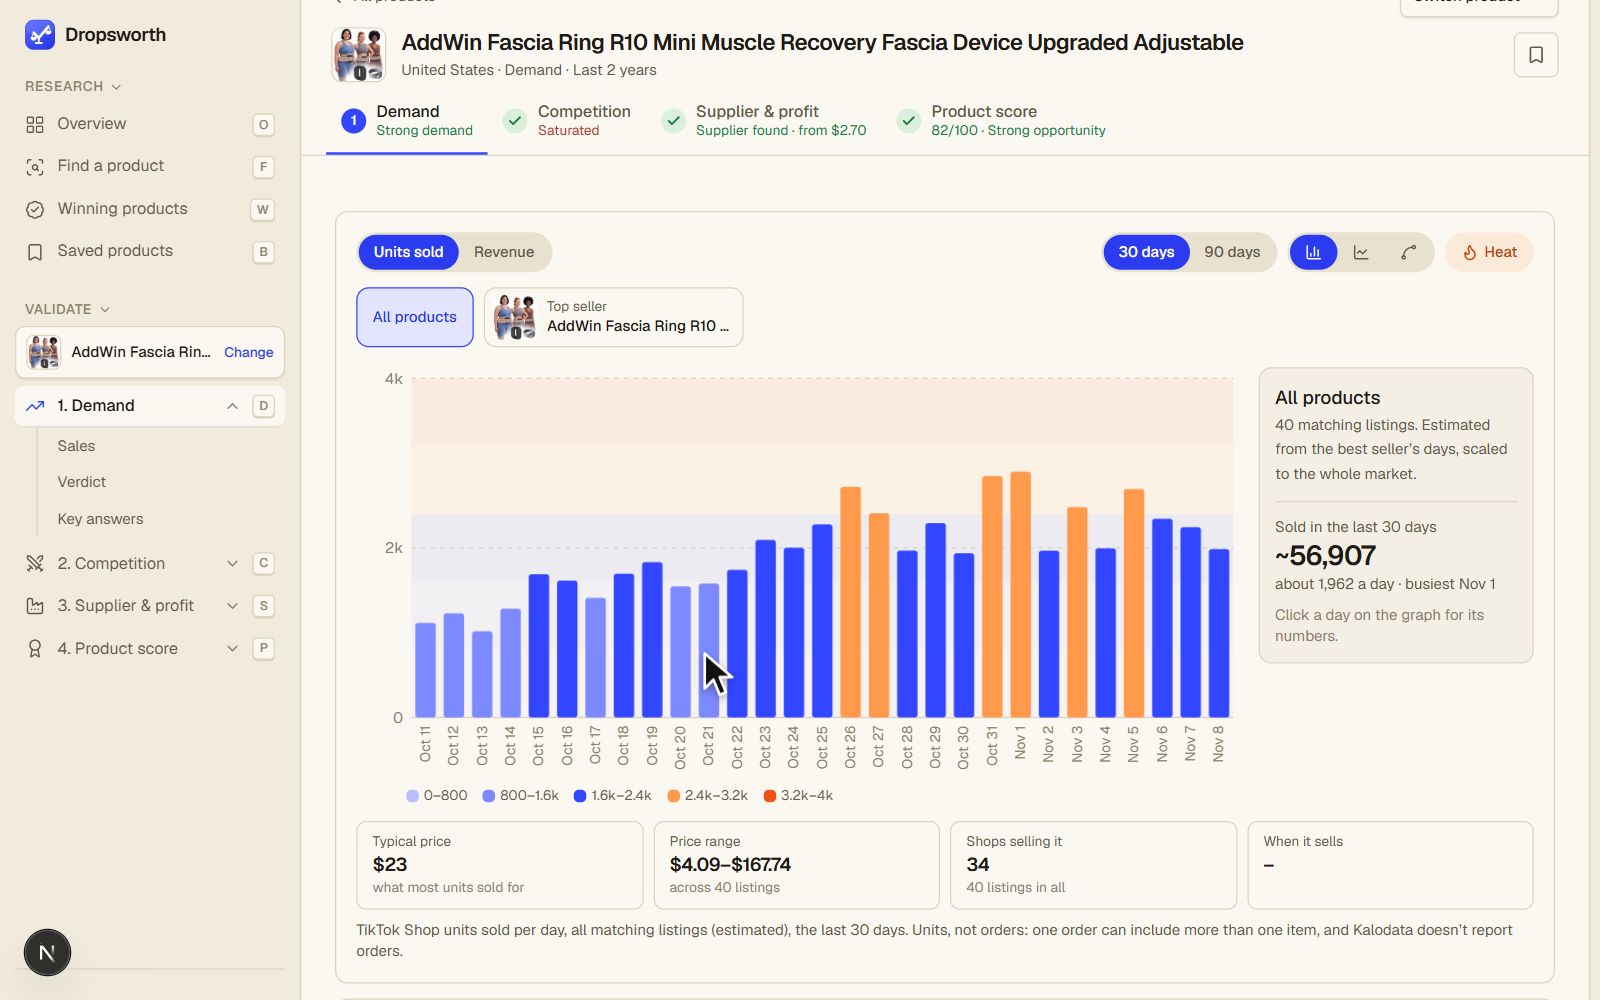 Dropsworth
RESEARCH
Overview
O
Find a product
F
Winning products
W
Saved products
B
VALIDATE
AddWin Fascia Rin...
Change
1. Demand
D
Sales
Verdict
Key answers
2. Competition
C
3. Supplier & profit
S
4. Product score
P
N
AddWin Fascia Ring R10 Mini Muscle Recovery Fascia Device Upgraded Adjustable
United States · Demand · Last 2 years
1
Demand
Strong demand
Competition
Saturated
Supplier & profit
Supplier found · from $2.70
Product score
82/100 · Strong opportunity
Units sold
Revenue
30 days
90 days
Heat
All products
Top seller
AddWin Fascia Ring R10 ...
4k
2k
0
Oct 11
Oct 12
Oct 13
Oct 14
Oct 15
Oct 16
Oct 17
Oct 18
Oct 19
Oct 20
Oct 21
Oct 22
Oct 23
Oct 24
Oct 25
Oct 26
Oct 27
Oct 28
Oct 29
Oct 30
Oct 31
Nov 1
Nov 2
Nov 3
Nov 4
Nov 5
Nov 6
Nov 7
Nov 8
0–800
800–1.6k
1.6k–2.4k
2.4k–3.2k
3.2k–4k
All products
40 matching listings. Estimated
from the best seller's days, scaled
to the whole market.
Sold in the last 30 days
~56,907
about 1,962 a day · busiest Nov 1
Click a day on the graph for its
numbers.
Typical price
$23
what most units sold for
Price range
$4.09–$167.74
across 40 listings
Shops selling it
34
40 listings in all
When it sells
–
TikTok Shop units sold per day, all matching listings (estimated), the last 30 days. Units, not orders: one order can include more than one item, and Kalodata doesn't report
orders.